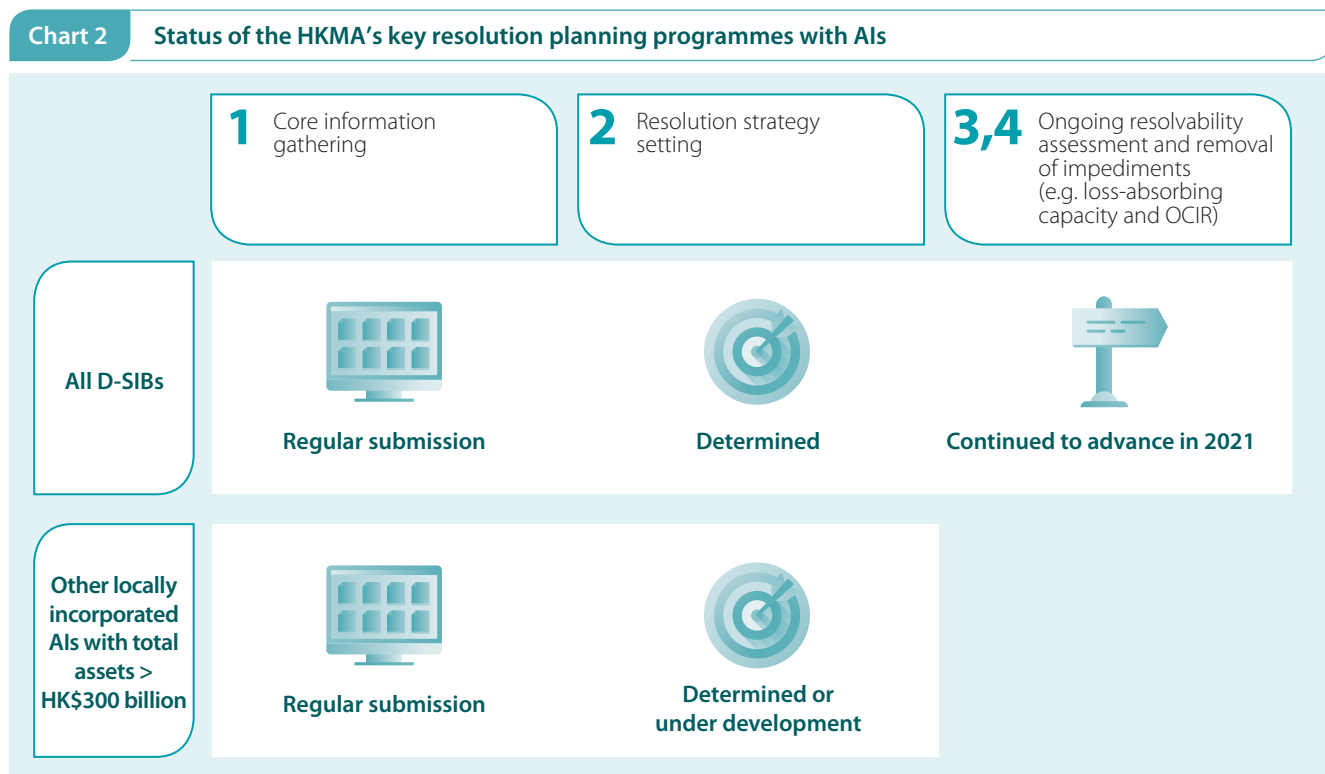 Chart 2
Status of the HKMA's key resolution planning programmes with AIs
1
Core information
gathering
2
Resolution strategy
setting
3,4
Ongoing resolvability
assessment and removal
of impediments
(e.g. loss-absorbing
capacity and OCIR)
All D-SIBs
Regular submission
Determined
Continued to advance in 2021
Other locally
incorporated
AIs with total
assets >
HK$300 billion
Regular submission
Determined or
under development